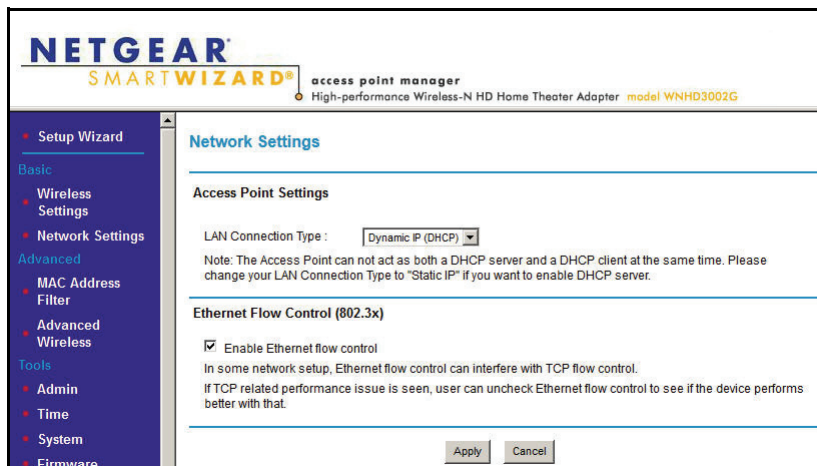 NETGEAR
SMARTWIZARD®
access point manager
High-performance Wireless-N HD Home Theater Adapter model WNHD3002G
Setup Wizard
Basic
Wireless
Settings
Network Settings
Advanced
MAC Address
Filter
Advanced
Wireless
Tools
Admin
Time
System
Firmware
Network Settings
Access Point Settings
LAN Connection Type : Dynamic IP (DHCP)
Note: The Access Point can not act as both a DHCP server and a DHCP client at the same time. Please
change your LAN Connection Type to "Static IP" if you want to enable DHCP server.
Ethernet Flow Control (802.3x)
Enable Ethernet flow control
In some network setup, Ethernet flow control can interfere with TCP flow control.
If TCP related performance issue is seen, user can uncheck Ethernet flow control to see if the device performs
better with that.
Apply Cancel